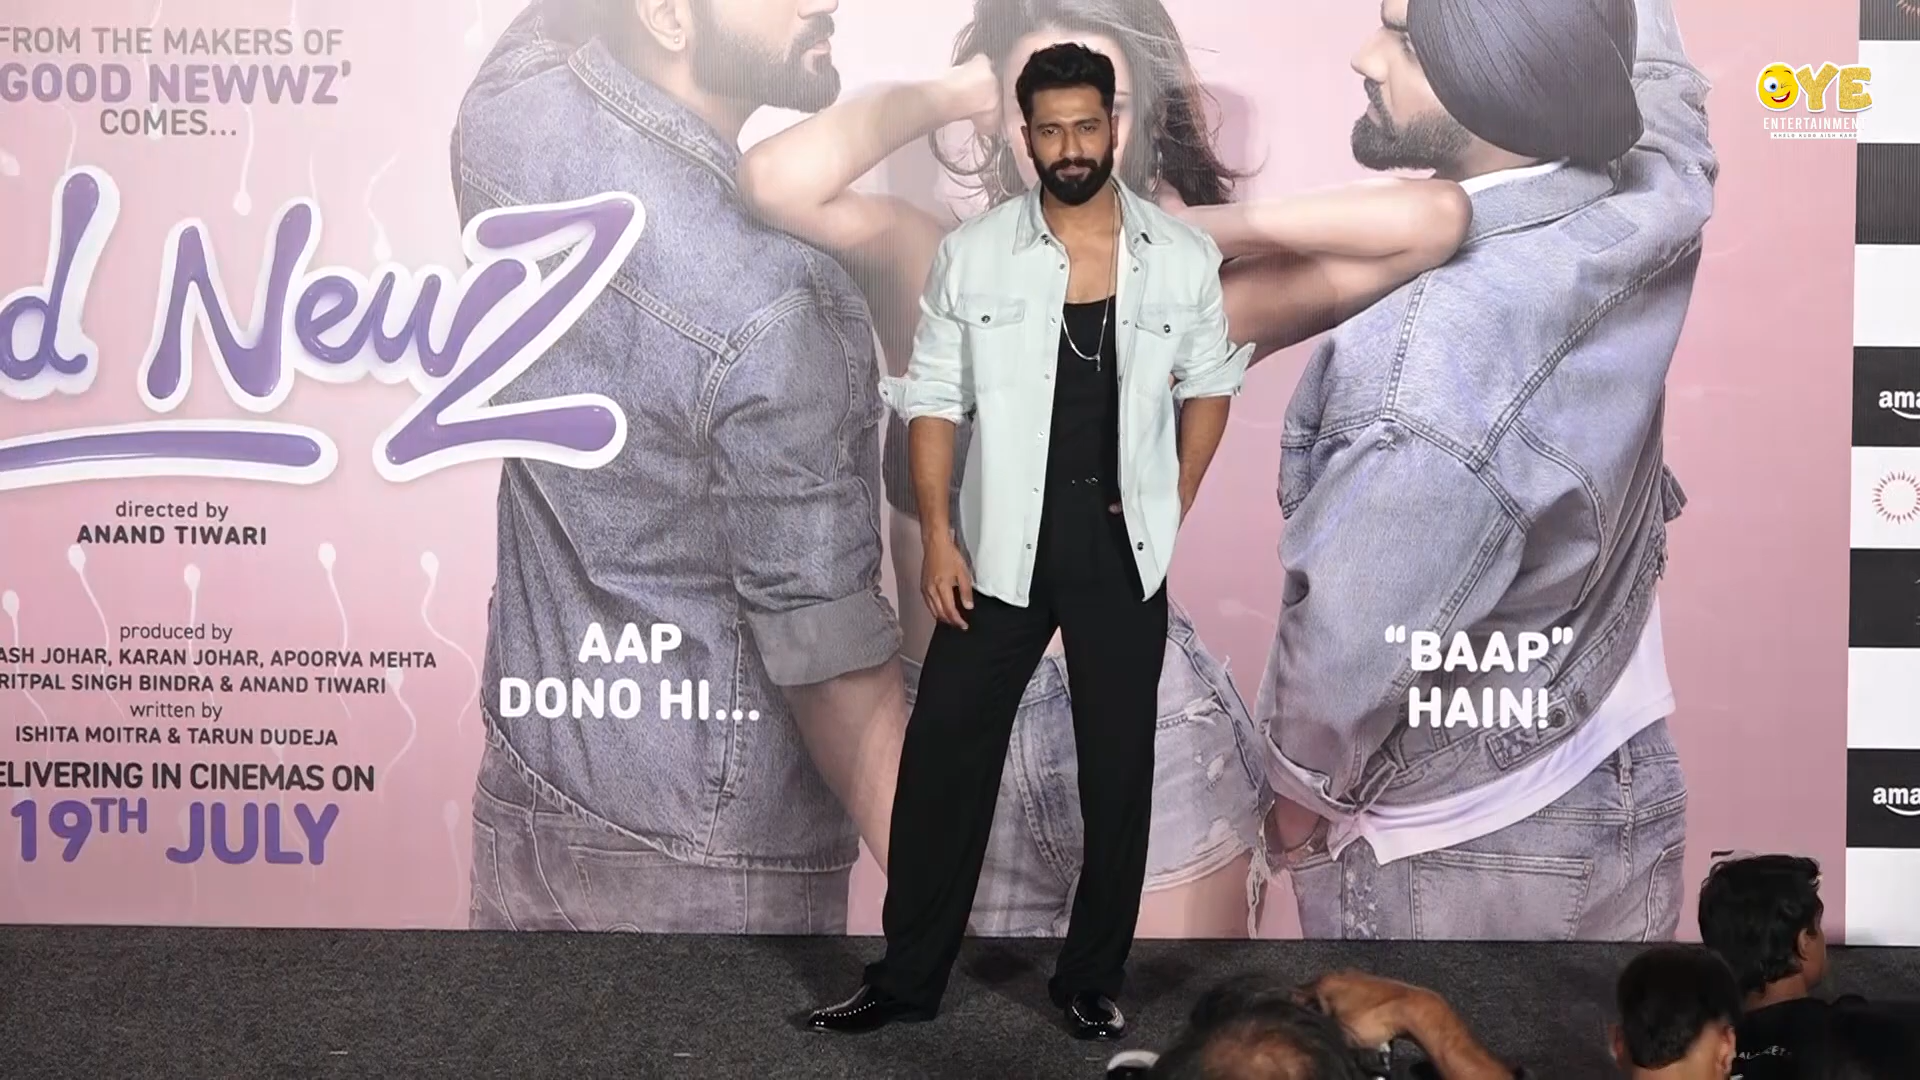 FROM THE MAKERS OF
'GOOD NEWWZ'
COMES...
d NewZ
directed by
ANAND TIWARI
produced by
ASH JOHAR, KARAN JOHAR, APOORVA MEHTA
RITPAL SINGH BINDRA & ANAND TIWARI
written by
ISHITA MOITRA & TARUN DUDEJA
ELIVERING IN CINEMAS ON
19TH JULY
AAP
DONO HI...
"BAAP"
HAIN!
OYE
ENTERTAINMENT
ama
ama